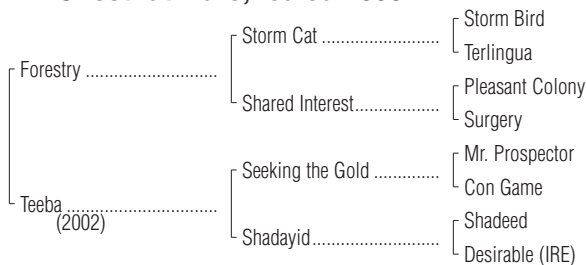 Storm Bird
Storm Cat ............................
Terlingua
Forestry ...............................
Pleasant Colony
Shared Interest....................
Surgery
Mr. Prospector
Seeking the Gold ...............
Con Game
Teeba ...................................
(2002)
Shadeed
Shadayid..............................
Desirable (IRE)